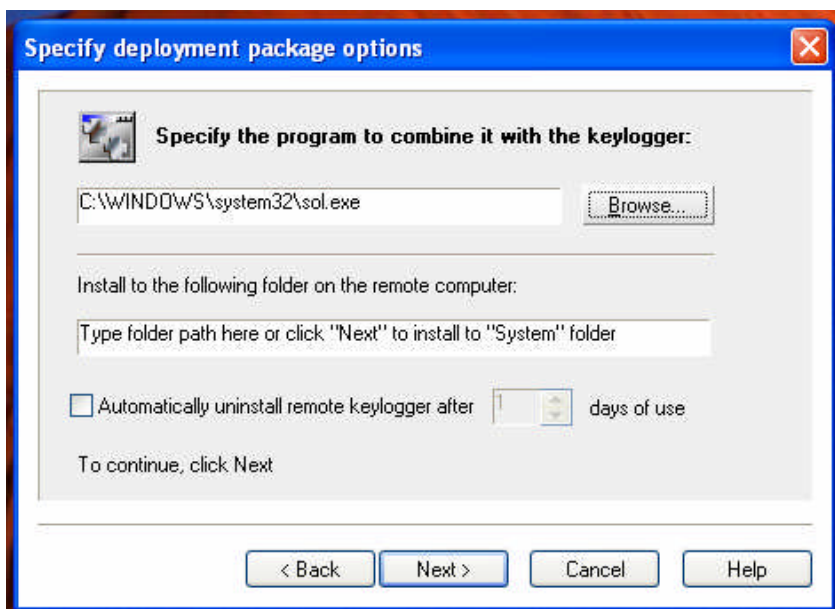 Specify deployment package options
Specify the program to combine it with the keylogger:
C:\WINDOWS\system32\sol.exe
Browse...
Install to the following folder on the remote computer:
Type folder path here or click "Next" to install to "System" folder
Automatically uninstall remote keylogger after 1 days of use
To continue, click Next
< Back Next > Cancel Help